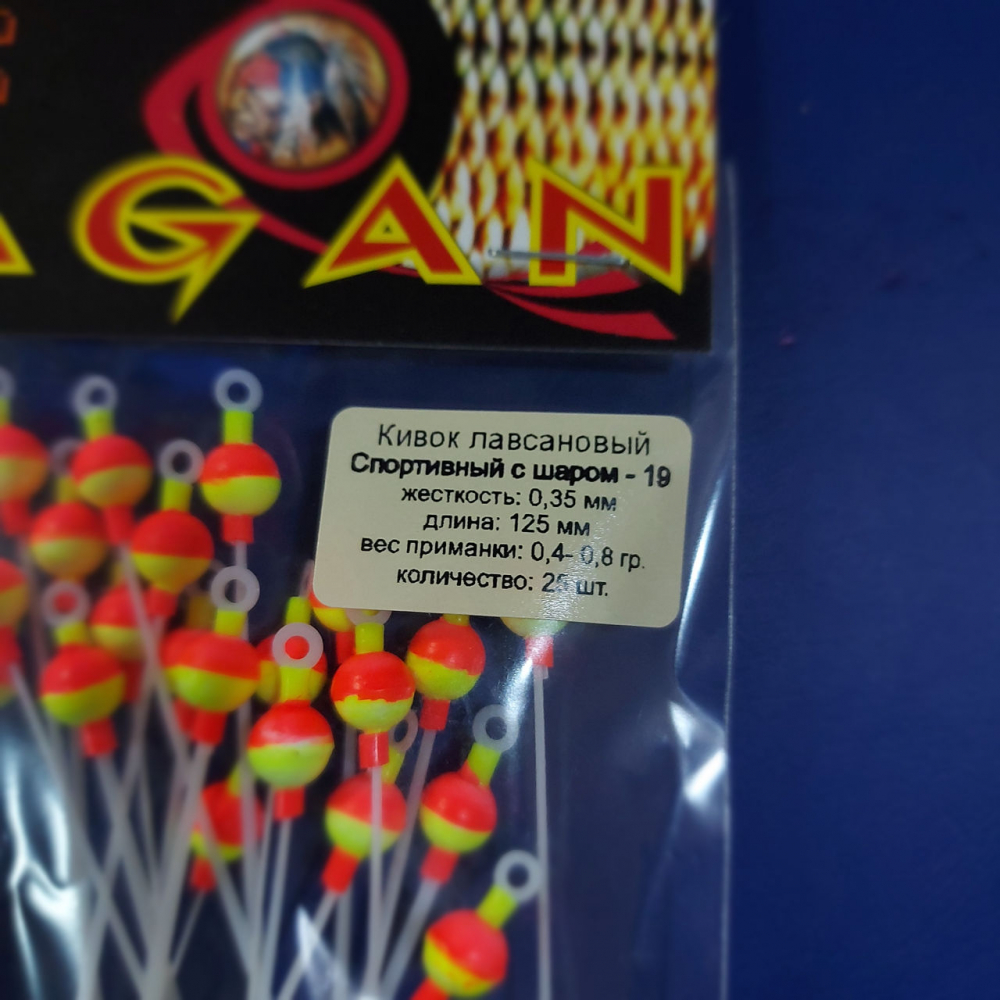 AGAN
Кивок лавсановый
Спортивный с шаром - 19
жесткость: 0,35 мм
длина: 125 мм
вес приманки: 0,4- 0,8 гр.
количество: 25 шт.